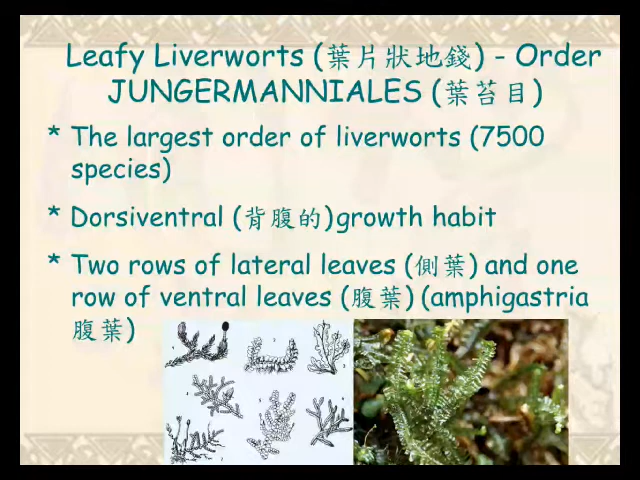 Leafy Liverworts (葉片狀地錢) - Order
JUNGERMANNIALES (葉苔目)
* The largest order of liverworts (7500
species)
* Dorsiventral (背腹的)growth habit
* Two rows of lateral leaves (側葉) and one
row of ventral leaves (腹葉) (amphigastria
腹葉)